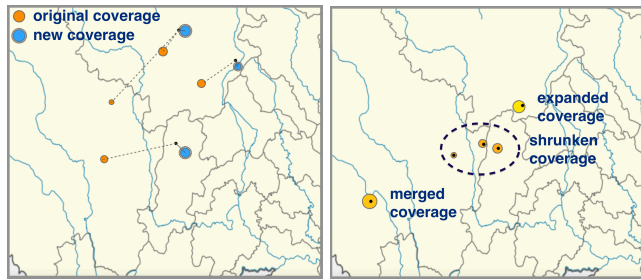 original coverage
new coverage
expanded
coverage
shrunken
coverage
merged
coverage